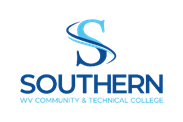 S
SOUTHERN
WV COMMUNITY & TECHNICAL COLLEGE